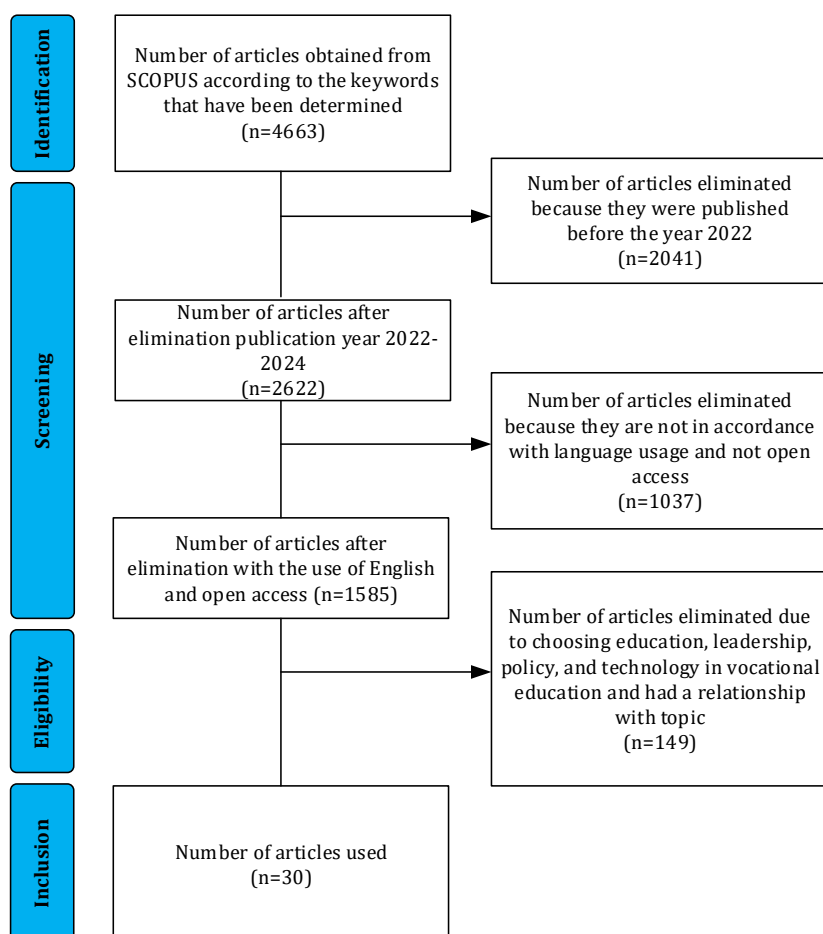 Identification
Number of articles obtained from
SCOPUS according to the keywords
that have been determined
(n=4663)
Screening
Number of articles eliminated
because they were published
before the year 2022
(n=2041)
Number of articles after
elimination publication year 2022-
2024
(n=2622)
Number of articles eliminated
because they are not in accordance
with language usage and not open
access
(n=1037)
Number of articles after
elimination with the use of English
and open access (n=1585)
Eligibility
Number of articles eliminated due
to choosing education, leadership,
policy, and technology in vocational
education and had a relationship
with topic
(n=149)
Inclusion
Number of articles used
(n=30)